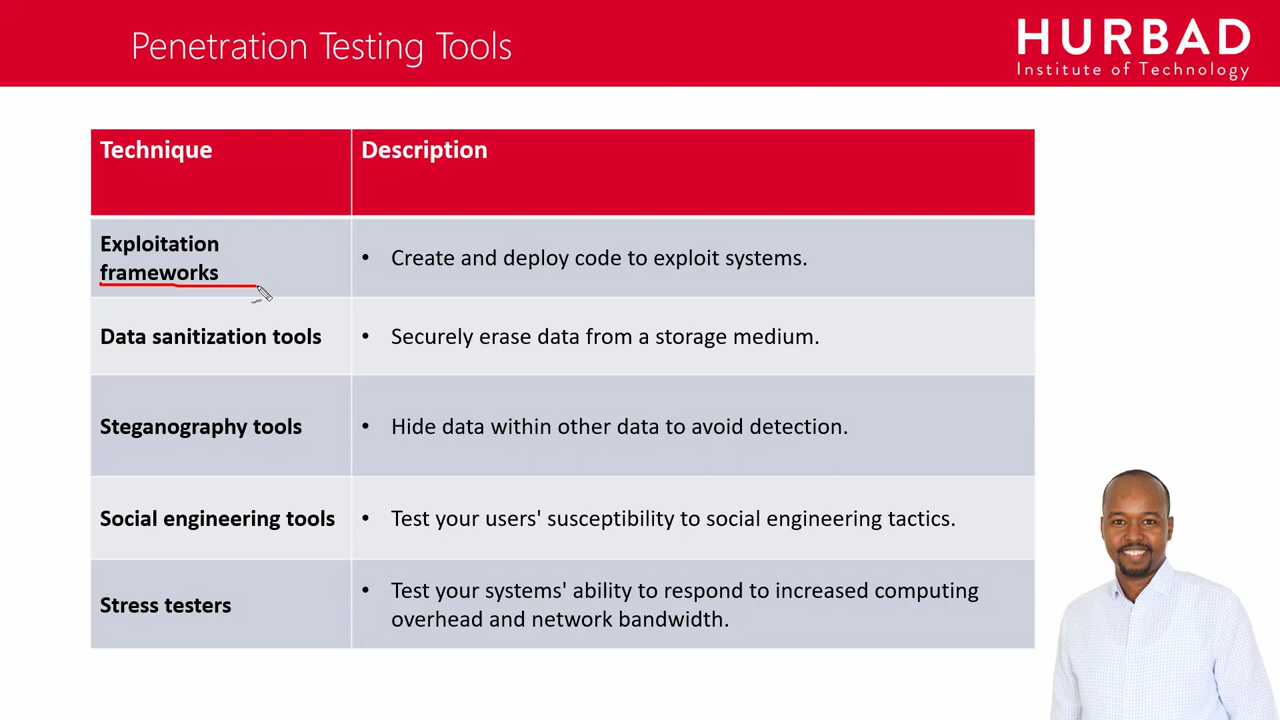 Penetration Testing Tools
HURBAD
Institute of Technology
Technique
Description
Exploitation
frameworks
• Create and deploy code to exploit systems.
Data sanitization tools
• Securely erase data from a storage medium.
Steganography tools
• Hide data within other data to avoid detection.
Social engineering tools
• Test your users' susceptibility to social engineering tactics.
Stress testers
• Test your systems' ability to respond to increased computing
overhead and network bandwidth.